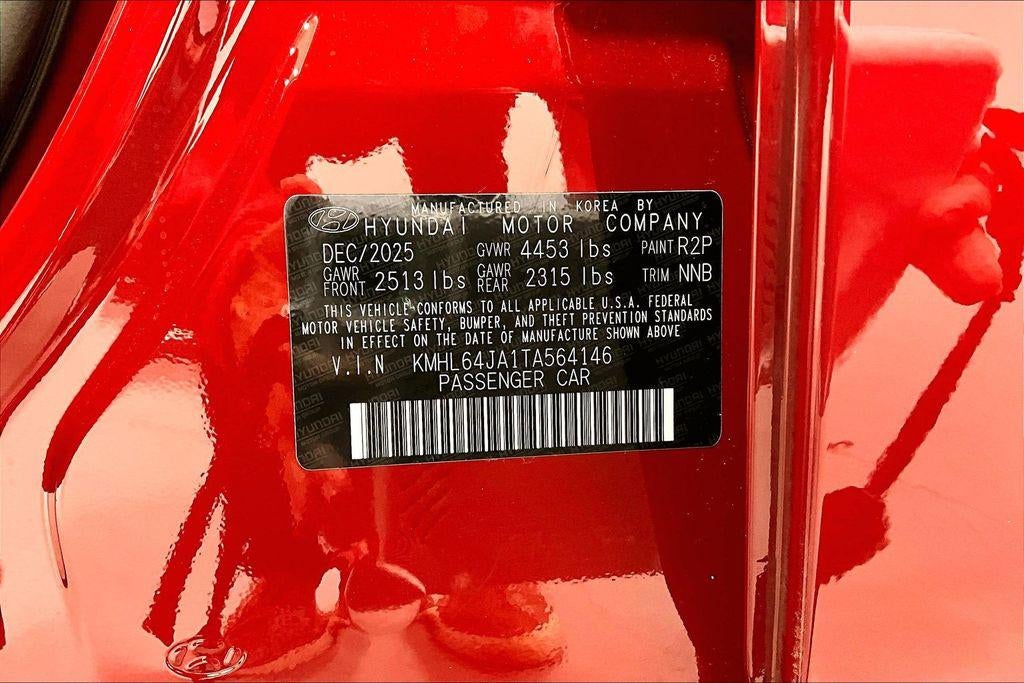 MANUFACTURED IN KOREA BY
HYUNDAI MOTOR COMPANY
DEC/2025 GVWR 4453 lbs PAINT R2P
GAWR FRONT 2513 lbs GAWR REAR 2315 lbs TRIM NNB
THIS VEHICLE CONFORMS TO ALL APPLICABLE U.S.A. FEDERAL
MOTOR VEHICLE SAFETY, BUMPER, AND THEFT PREVENTION STANDARDS
IN EFFECT ON THE DATE OF MANUFACTURE SHOWN ABOVE
V.I.N KMHL64JA1TA564146
PASSENGER CAR